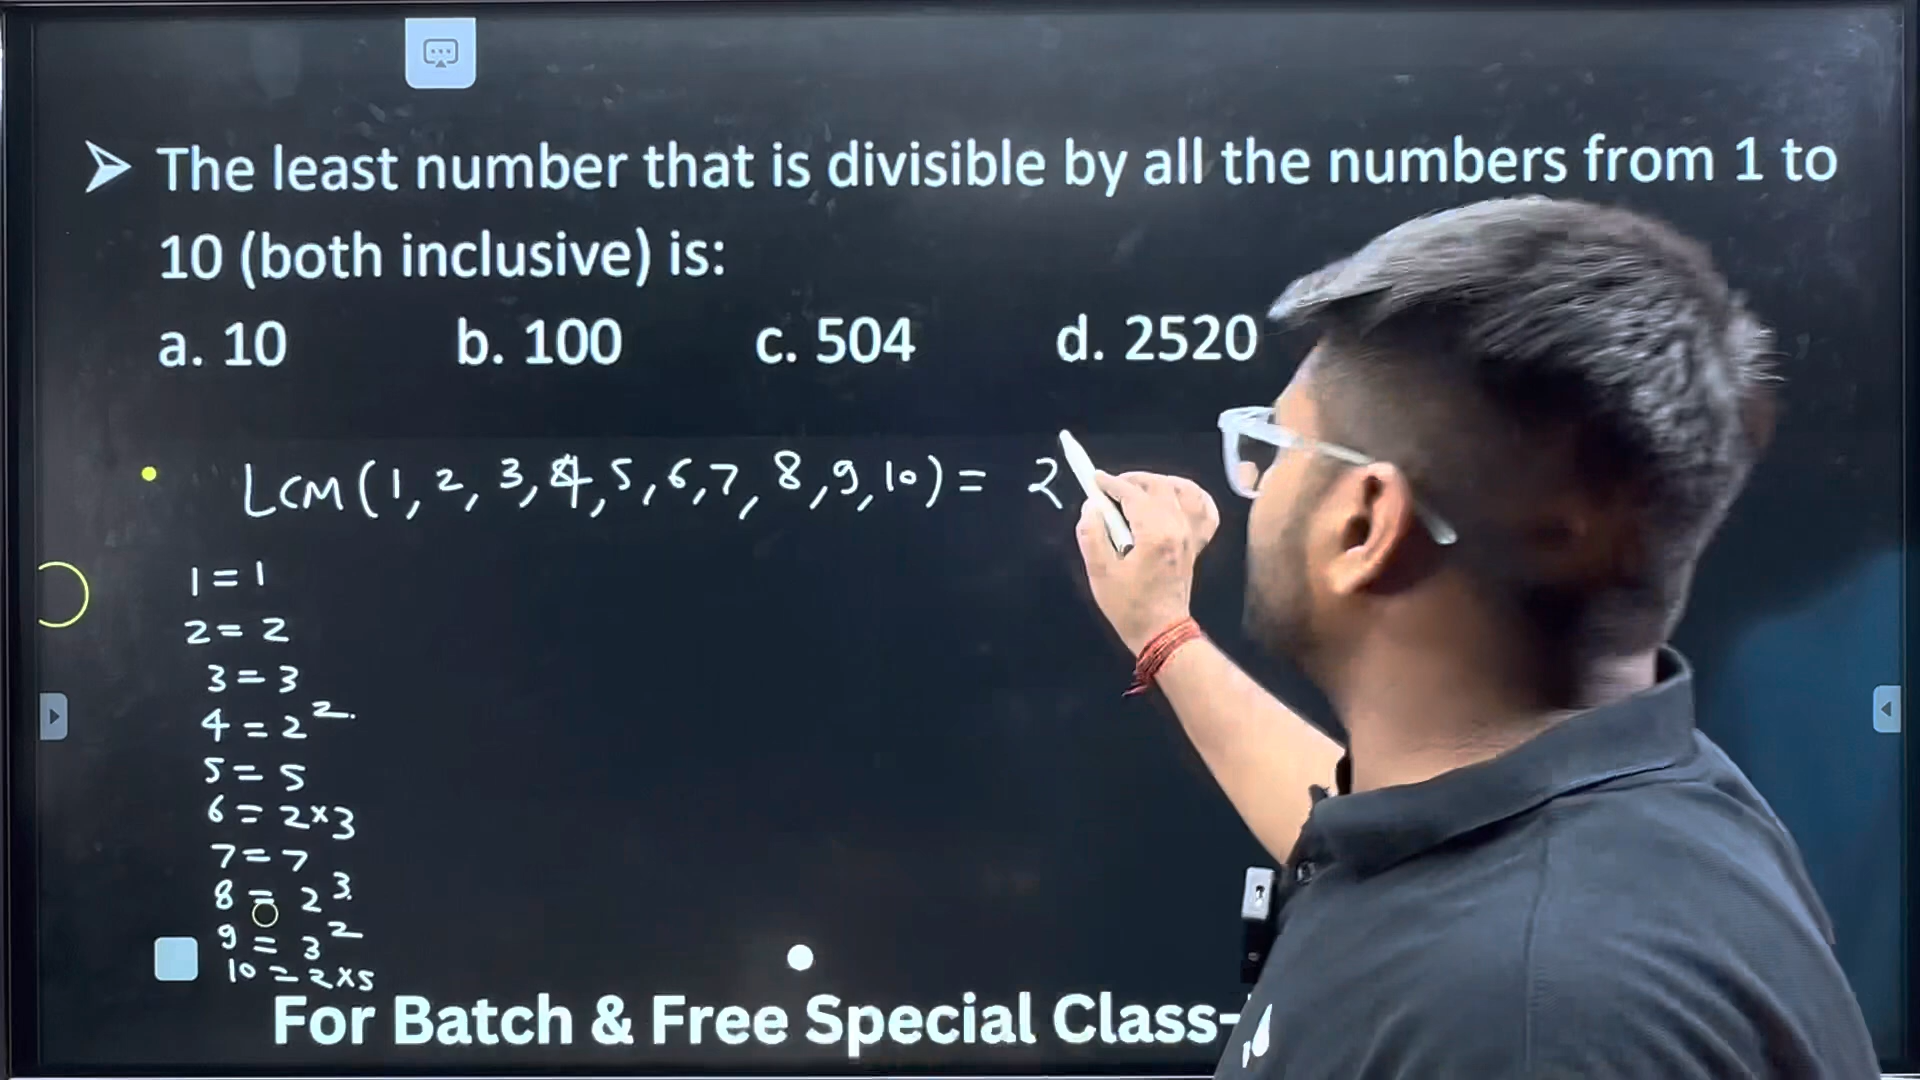 ➢ The least number that is divisible by all the numbers from 1 to
10 (both inclusive) is:
a. 10 b. 100 c. 504 d. 2520
LCM (1, 2, 3, 4, 5, 6, 7, 8, 9, 10) = 2
1 = 1
2 = 2
3 = 3
4 = 2²
5 = 5
6 = 2×3
7 = 7
8 = 2³
9 = 3²
10 = 2×5
For Batch & Free Special Class-